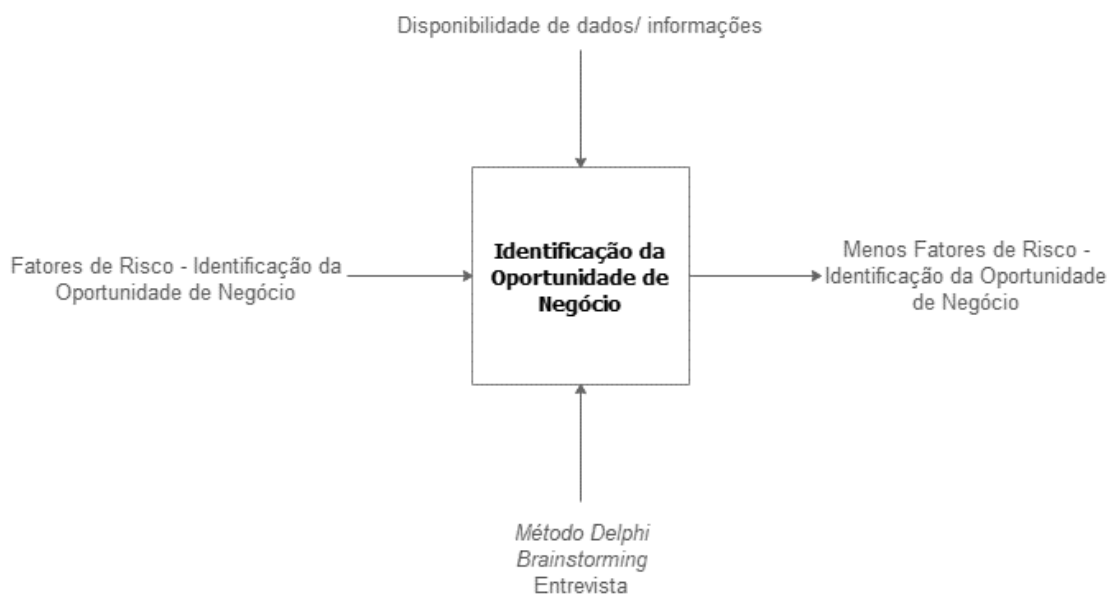 Disponibilidade de dados/ informações
Fatores de Risco - Identificação da
Oportunidade de Negócio
Identificação da
Oportunidade de
Negócio
Menos Fatores de Risco -
Identificação da Oportunidade
de Negócio
Método Delphi
Brainstorming
Entrevista